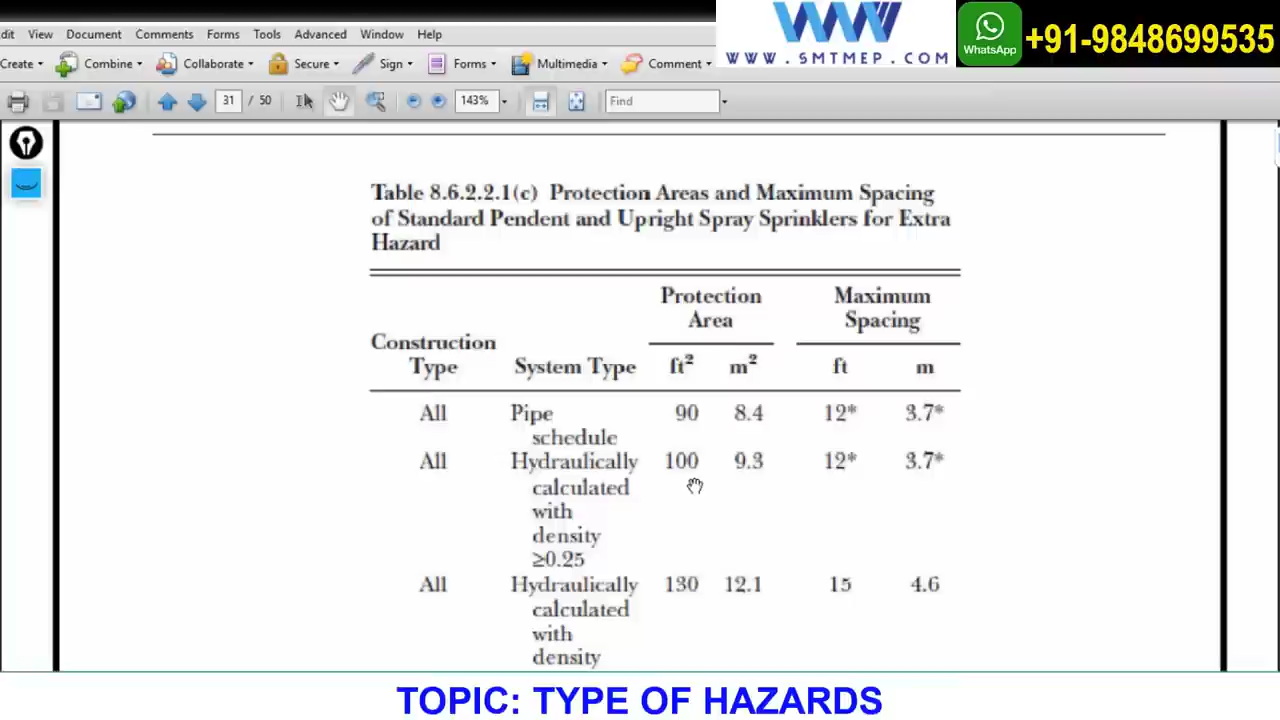 dit View Document Comments Forms Tools Advanced Window Help
Create Combine Collaborate Secure Sign Forms Multimedia Comment
31 / 50 143% Find
WWW.SMTMEP.COM
WhatsApp
+91-9848699535
Table 8.6.2.2.1(c) Protection Areas and Maximum Spacing
of Standard Pendent and Upright Spray Sprinklers for Extra
Hazard
Protection Maximum
Area Spacing
Construction
Type System Type ft² m² ft m
All Pipe 90 8.4 12* 3.7*
schedule
All Hydraulically 100 9.3 12* 3.7*
calculated
with
density
≥0.25
All Hydraulically 130 12.1 15 4.6
calculated
with
density
TOPIC: TYPE OF HAZARDS